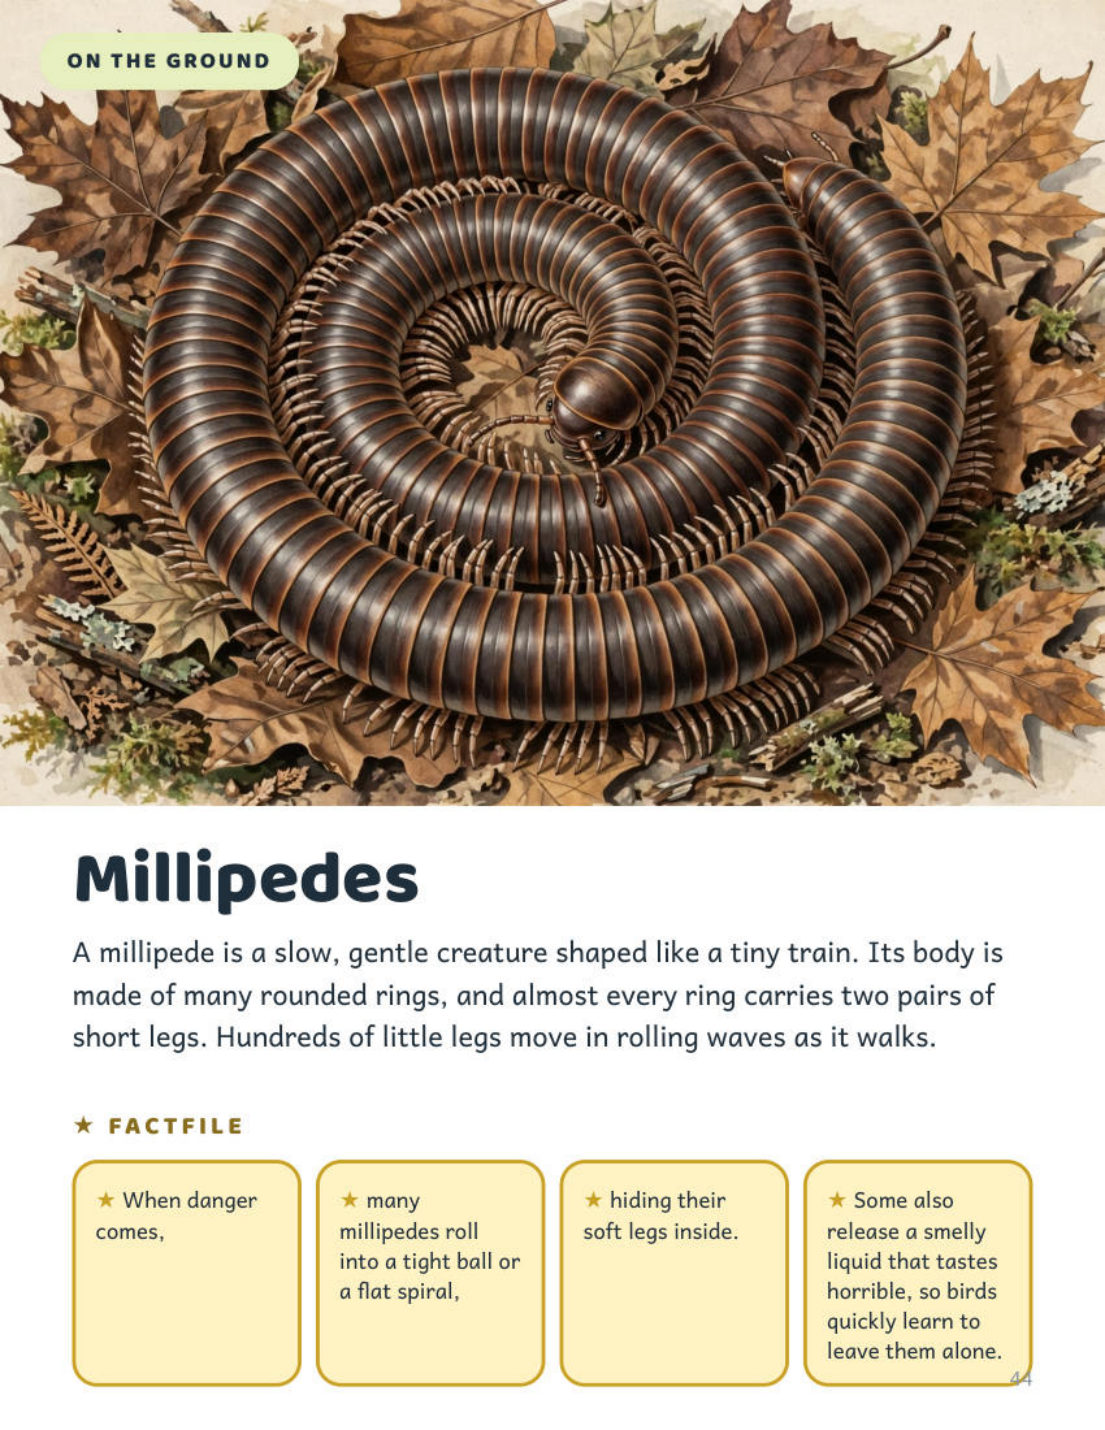 ON THE GROUND
Millipedes
A millipede is a slow, gentle creature shaped like a tiny train. Its body is
made of many rounded rings, and almost every ring carries two pairs of
short legs. Hundreds of little legs move in rolling waves as it walks.
★ FACTFILE
★ When danger
comes,
★ many
millipedes roll
into a tight ball or
a flat spiral,
★ hiding their
soft legs inside.
★ Some also
release a smelly
liquid that tastes
horrible, so birds
quickly learn to
leave them alone.
44